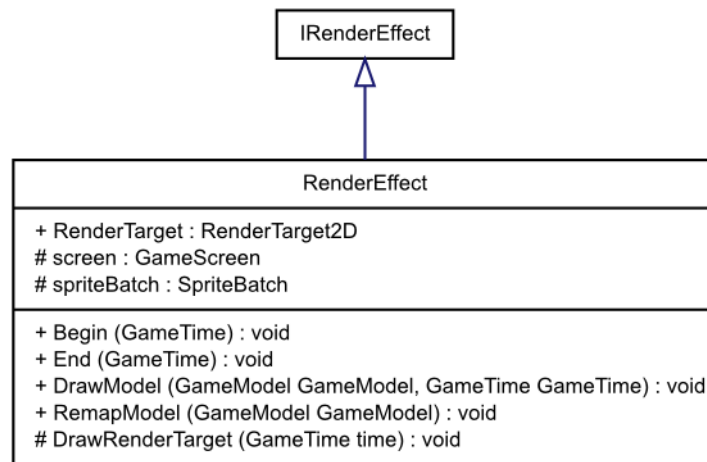 IRenderEffect
RenderEffect
+ RenderTarget : RenderTarget2D
# screen : GameScreen
# spriteBatch : SpriteBatch
+ Begin (GameTime) : void
+ End (GameTime) : void
+ DrawModel (GameModel GameModel, GameTime GameTime) : void
+ RemapModel (GameModel GameModel) : void
# DrawRenderTarget (GameTime time) : void